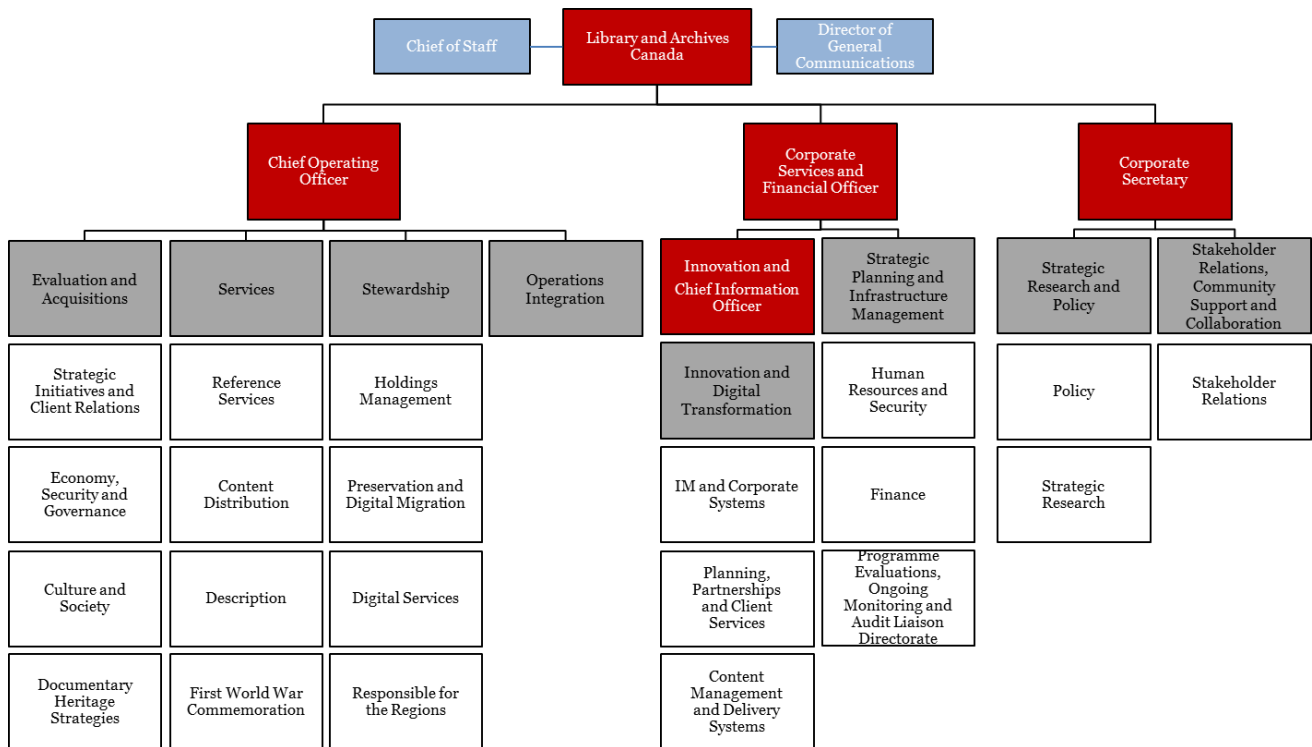 Chief of Staff
Library and Archives
Canada
Director of
General
Communications
Chief Operating
Officer
Corporate
Services and
Financial Officer
Corporate
Secretary
Evaluation and
Acquisitions
Services
Stewardship
Operations
Integration
Innovation and
Chief Information
Officer
Strategic
Planning and
Infrastructure
Management
Strategic
Research and
Policy
Stakeholder
Relations,
Community
Support and
Collaboration
Strategic
Initiatives and
Client Relations
Reference
Services
Holdings
Management
Innovation and
Digital
Transformation
Human
Resources and
Security
Policy
Stakeholder
Relations
Economy,
Security and
Governance
Content
Distribution
Preservation and
Digital Migration
IM and Corporate
Systems
Finance
Strategic
Research
Culture and
Society
Description
Digital Services
Planning,
Partnerships
and Client
Services
Programme
Evaluations,
Ongoing
Monitoring and
Audit Liaison
Directorate
Documentary
Heritage
Strategies
First World War
Commemoration
Responsible for
the Regions
Content
Management
and Delivery
Systems